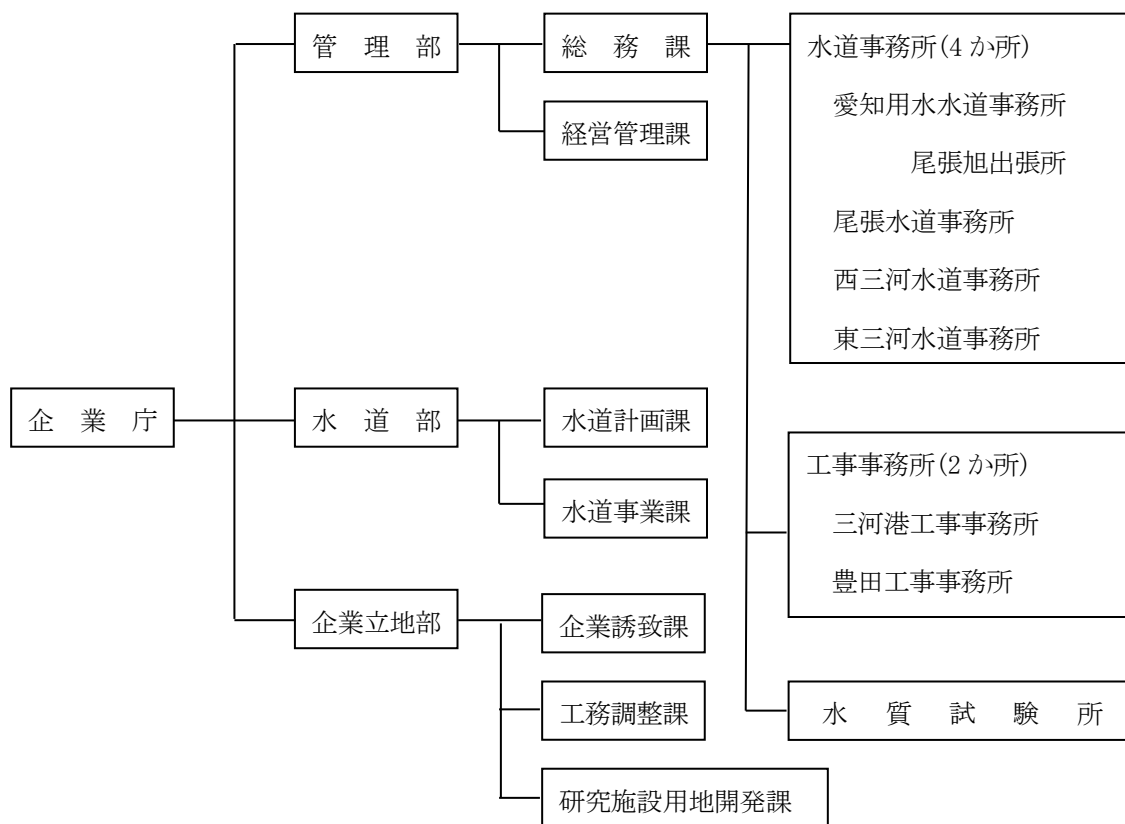 企業庁
管理部
総務課
経営管理課
水道部
水道計画課
水道事業課
企業立地部
企業誘致課
工務調整課
研究施設用地開発課
水道事務所(4か所)
愛知用水水道事務所
尾張旭出張所
尾張水道事務所
西三河水道事務所
東三河水道事務所
工事事務所(2か所)
三河港工事事務所
豊田工事事務所
水質試験所